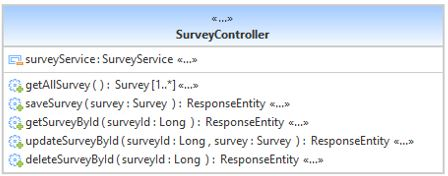 «...»
SurveyController
surveyService : SurveyService «...»
getAllSurvey ( ) : Survey [1..*] «...»
saveSurvey ( survey : Survey ) : ResponseEntity «...»
getSurveyById ( surveyId : Long ) : ResponseEntity «...»
updateSurveyById ( surveyId : Long , survey : Survey ) : ResponseEntity «...»
deleteSurveyById ( surveyId : Long ) : ResponseEntity «...»